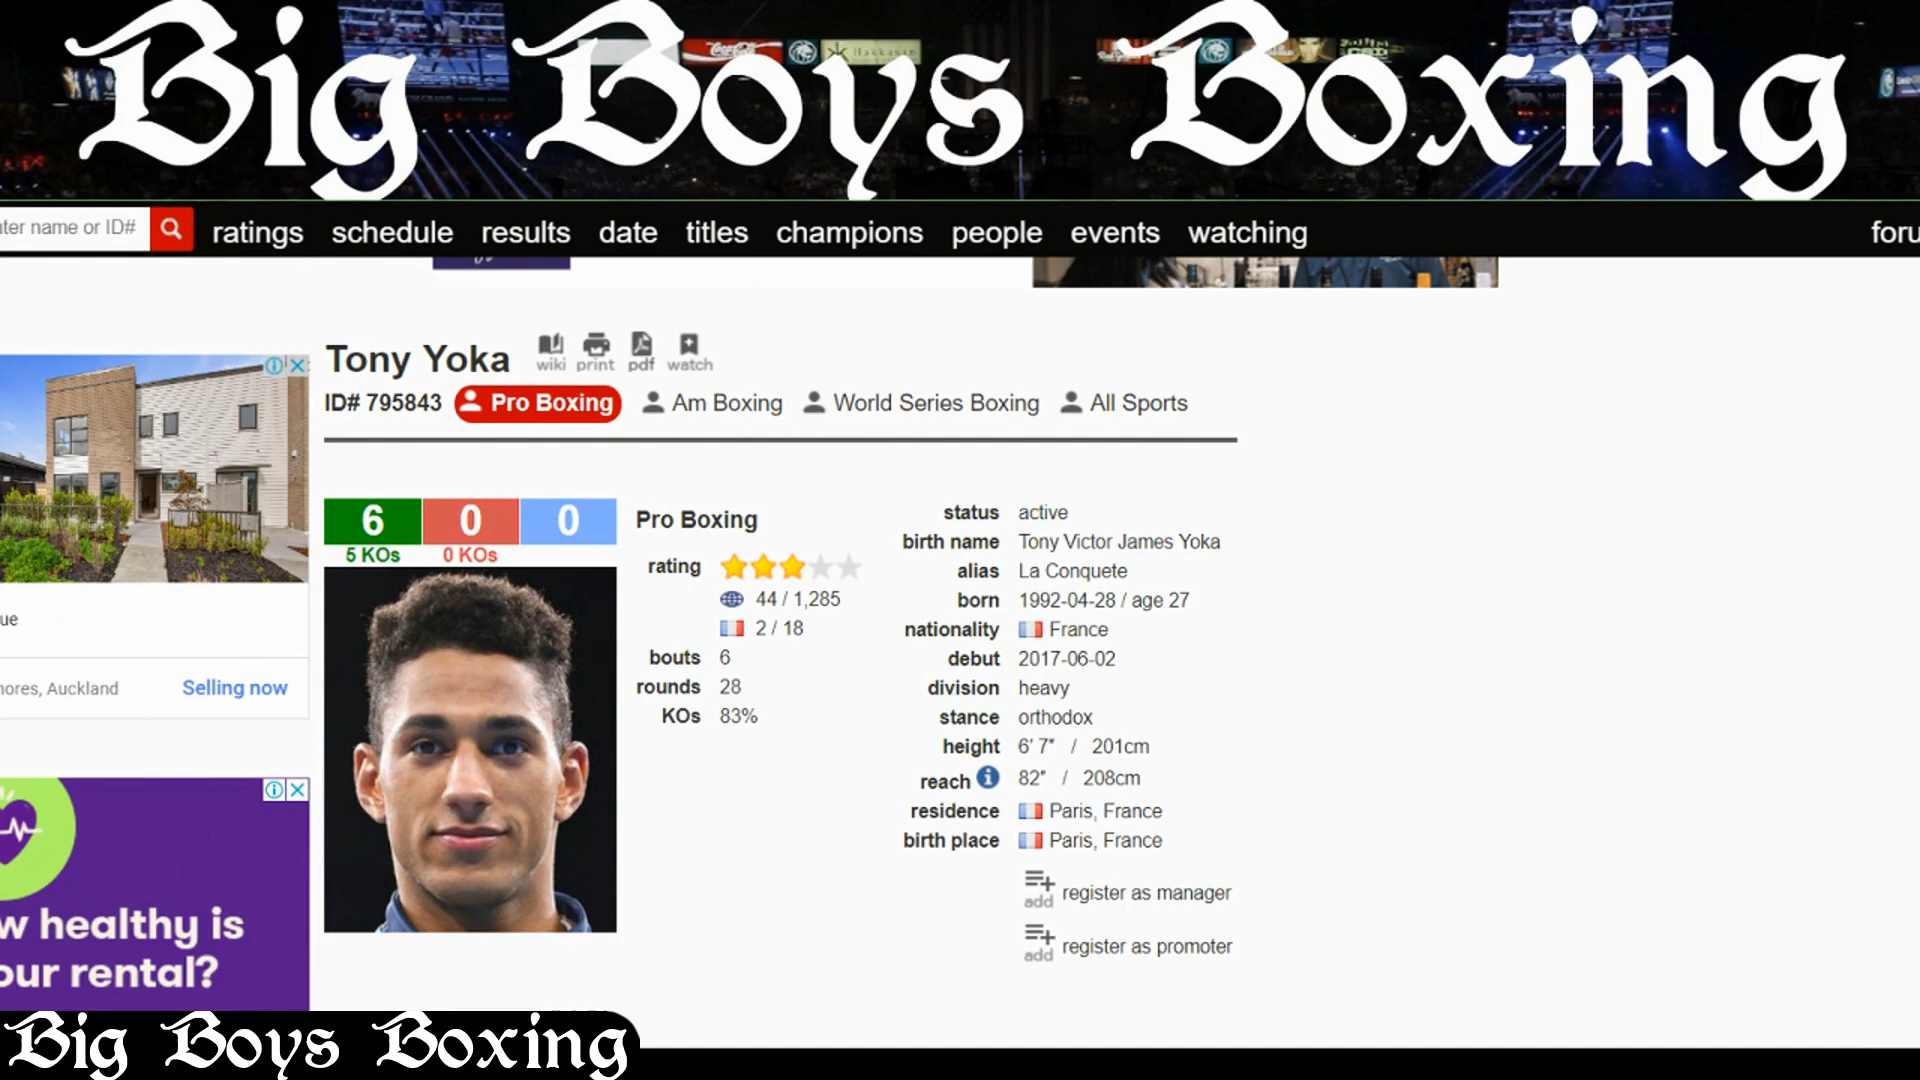 Big Boys Boxing
nter name or ID#
ratings schedule results date titles champions people events watching foru
Tony Yoka wiki print pdf watch
ID# 795843 Pro Boxing Am Boxing World Series Boxing All Sports
6 0 0
5 KOs 0 KOs
Pro Boxing
rating
44 / 1,285
2 / 18
bouts 6
rounds 28
KOs 83%
status active
birth name Tony Victor James Yoka
alias La Conquete
born 1992-04-28 / age 27
nationality France
debut 2017-06-02
division heavy
stance orthodox
height 6′ 7″ / 201cm
reach 82″ / 208cm
residence Paris, France
birth place Paris, France
add register as manager
add register as promoter
ue
hores, Auckland Selling now
w healthy is
our rental?
Big Boys Boxing
Coca-Cola
Hakkasan